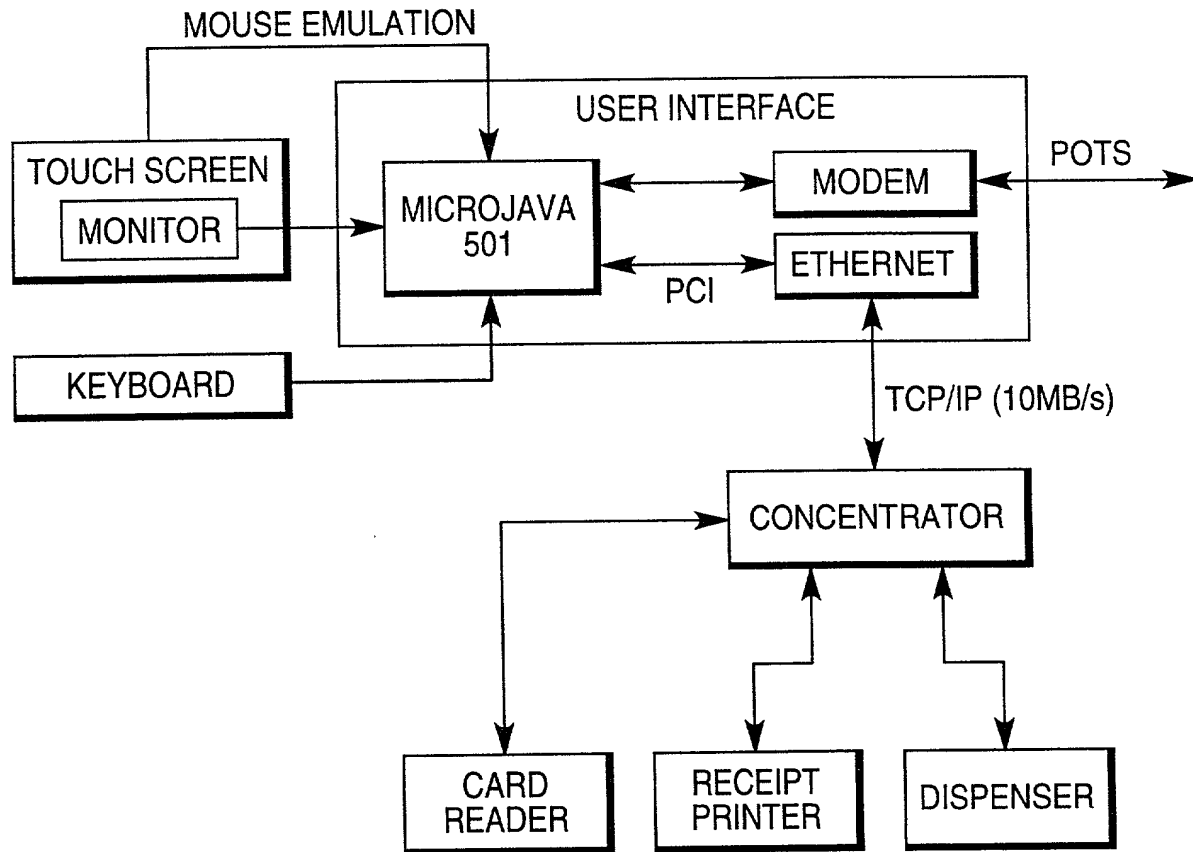 MOUSE EMULATION
USER INTERFACE
TOUCH SCREEN
MONITOR
MICROJAVA
501
MODEM
POTS
ETHERNET
PCI
KEYBOARD
TCP/IP (10MB/s)
CONCENTRATOR
CARD
READER
RECEIPT
PRINTER
DISPENSER